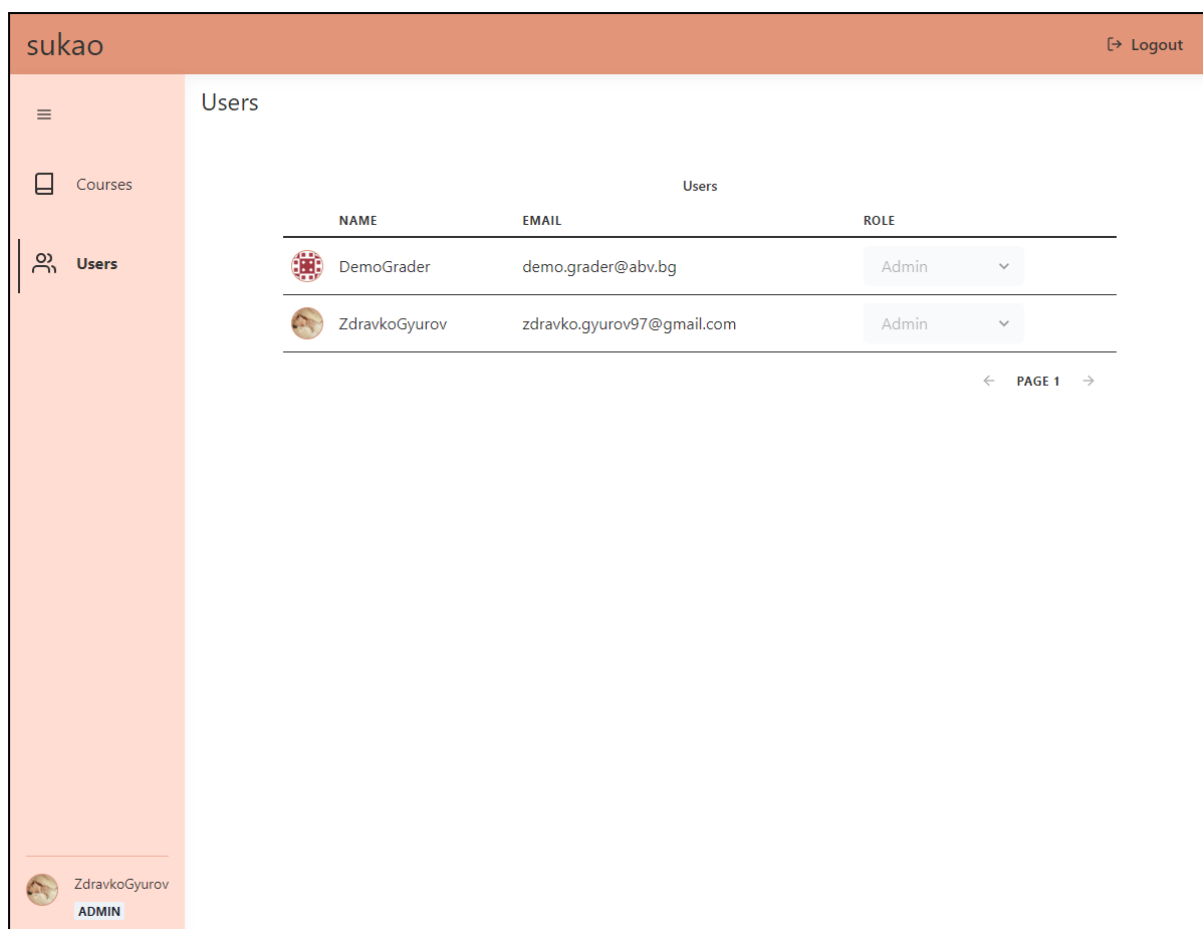 sukao
Logout
Users
Courses
Users
Users
NAME EMAIL ROLE
DemoGrader demo.grader@abv.bg Admin
ZdravkoGyurov zdravko.gyurov97@gmail.com Admin
PAGE 1
ZdravkoGyurov
ADMIN